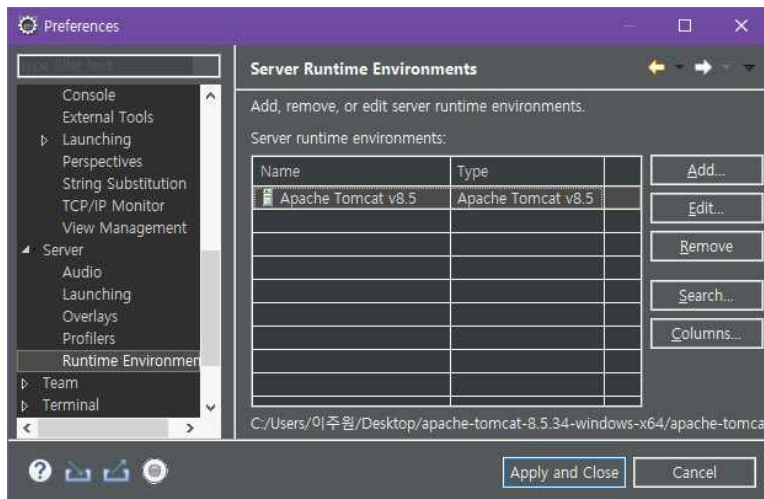 Preferences
Server Runtime Environments
Console
External Tools
Launching
Perspectives
String Substitution
TCP/IP Monitor
View Management
Server
Audio
Launching
Overlays
Profilers
Runtime Environmen
Team
Terminal
Add, remove, or edit server runtime environments.
Server runtime environments:
Name Type
Apache Tomcat v8.5 Apache Tomcat v8.5
Add...
Edit...
Remove
Search...
Columns...
C:/Users/이주원/Desktop/apache-tomcat-8.5.34-windows-x64/apache-tomca
Apply and Close Cancel